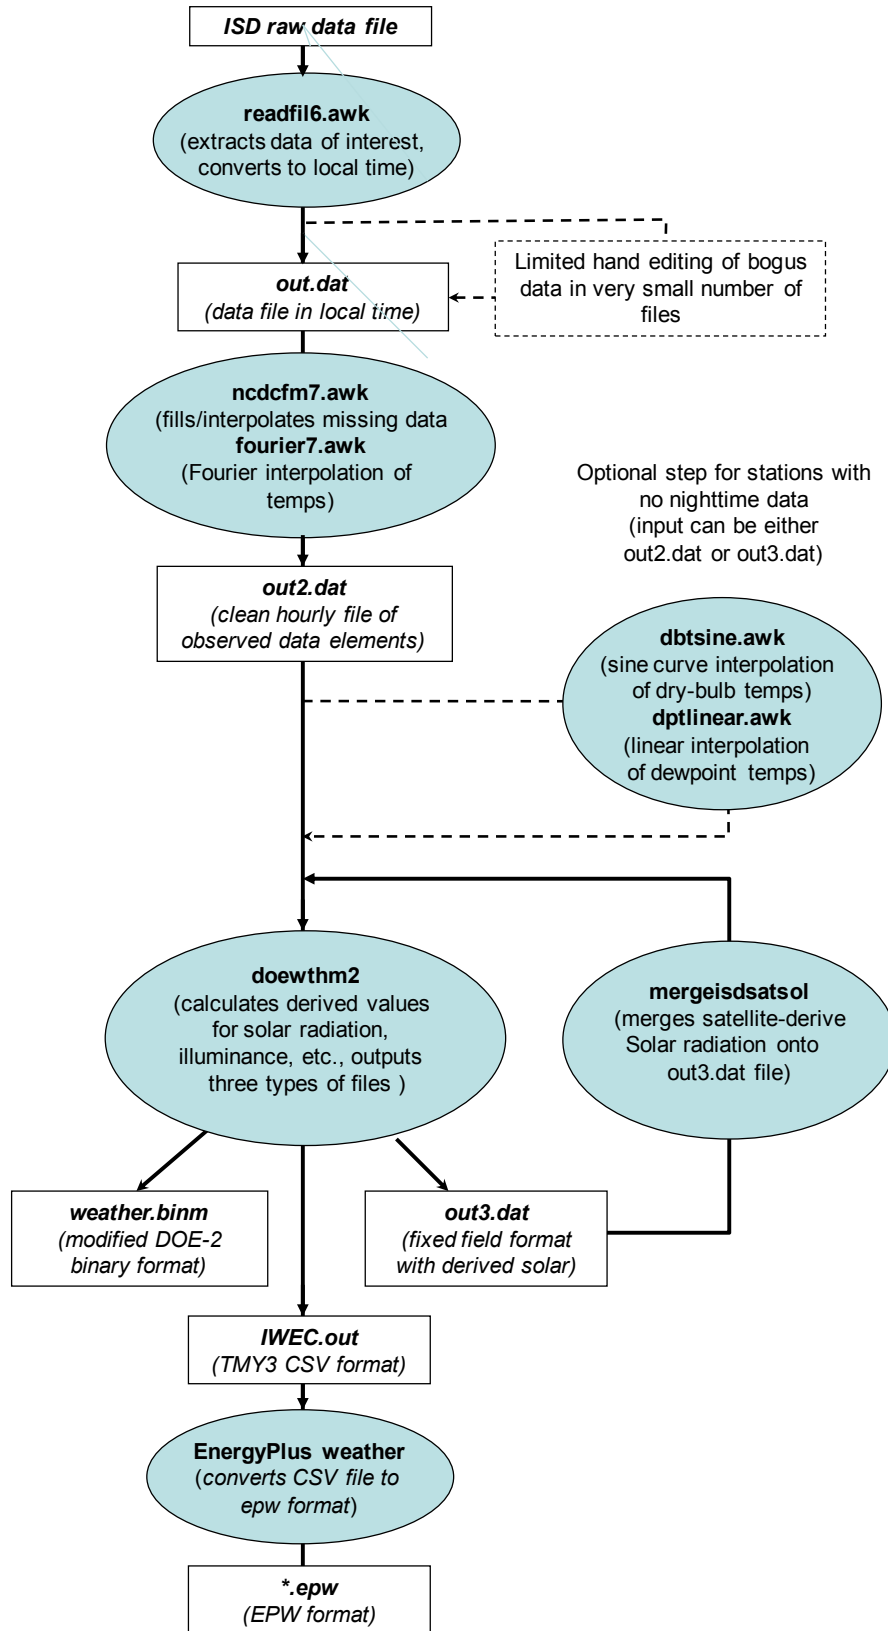 ISD raw data file
readfil6.awk
(extracts data of interest,
converts to local time)
Limited hand editing of bogus
data in very small number of
files
out.dat
(data file in local time)
ncdcfm7.awk
(fills/interpolates missing data
fourier7.awk
(Fourier interpolation of
temps)
Optional step for stations with
no nighttime data
(input can be either
out2.dat or out3.dat)
out2.dat
(clean hourly file of
observed data elements)
dbtsine.awk
(sine curve interpolation
of dry-bulb temps)
dptlinear.awk
(linear interpolation
of dewpoint temps)
doewthm2
(calculates derived values
for solar radiation,
illuminance, etc., outputs
three types of files )
mergeisdsatsol
(merges satellite-derive
Solar radiation onto
out3.dat file)
weather.binm
(modified DOE-2
binary format)
out3.dat
(fixed field format
with derived solar)
IWEC.out
(TMY3 CSV format)
EnergyPlus weather
(converts CSV file to
epw format)
*.epw
(EPW format)